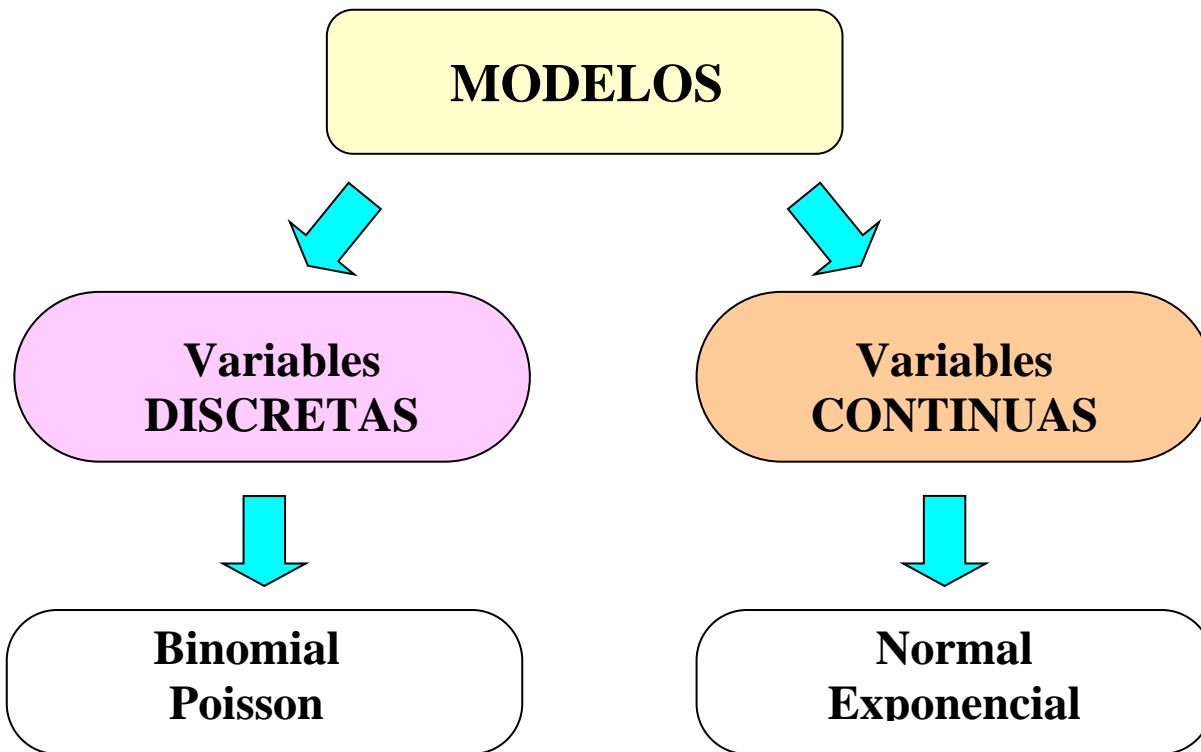 MODELOS
Variables
DISCRETAS
Variables
CONTINUAS
Binomial
Poisson
Normal
Exponencial